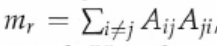 m_r = \sum_{i \neq j} A_{ij} A_{ji},